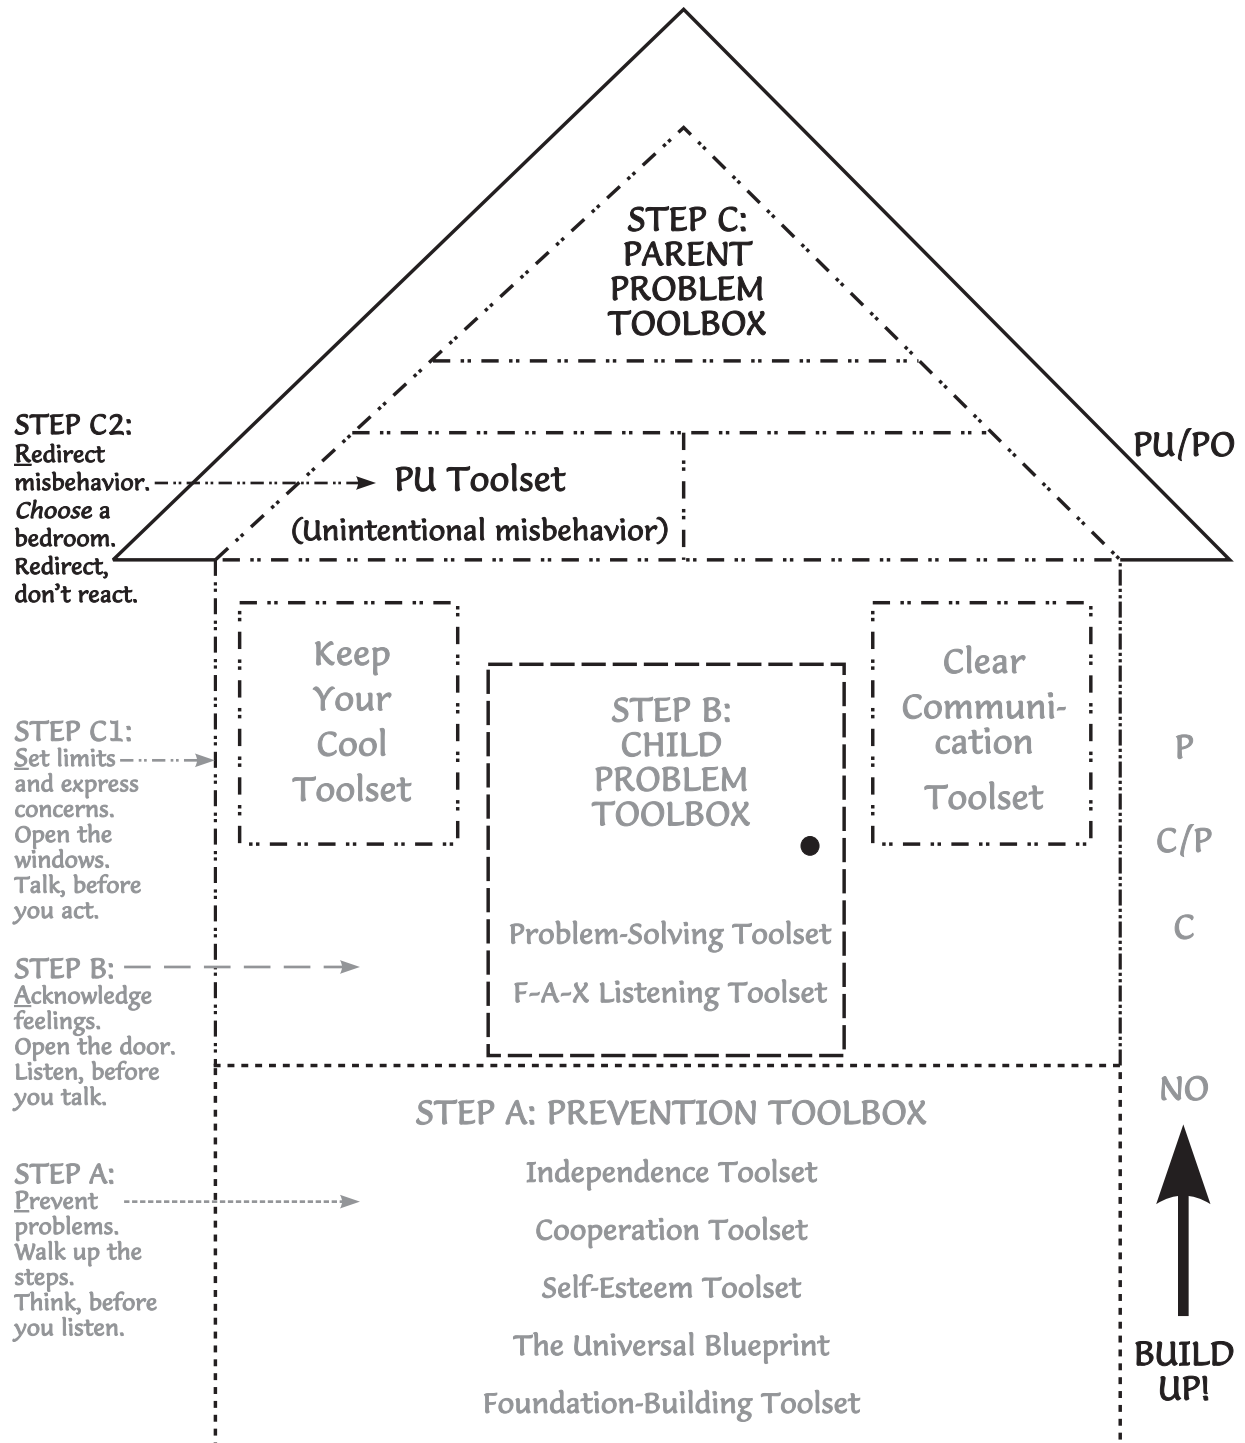 STEP C:
PARENT
PROBLEM
TOOLBOX
STEP C2:
Redirect
misbehavior.
Choose a
bedroom.
Redirect,
don't react.
PU Toolset
(Unintentional misbehavior)
PU/PO
Keep
Your
Cool
Toolset
STEP B:
CHILD
PROBLEM
TOOLBOX
Problem-Solving Toolset
F-A-X Listening Toolset
Clear
Communi-
cation
Toolset
STEP C1:
Set limits
and express
concerns.
Open the
windows.
Talk, before
you act.
P
C/P
C
STEP B:
Acknowledge
feelings.
Open the door.
Listen, before
you talk.
NO
STEP A: PREVENTION TOOLBOX
Independence Toolset
Cooperation Toolset
Self-Esteem Toolset
The Universal Blueprint
Foundation-Building Toolset
STEP A:
Prevent
problems.
Walk up the
steps.
Think, before
you listen.
BUILD
UP!